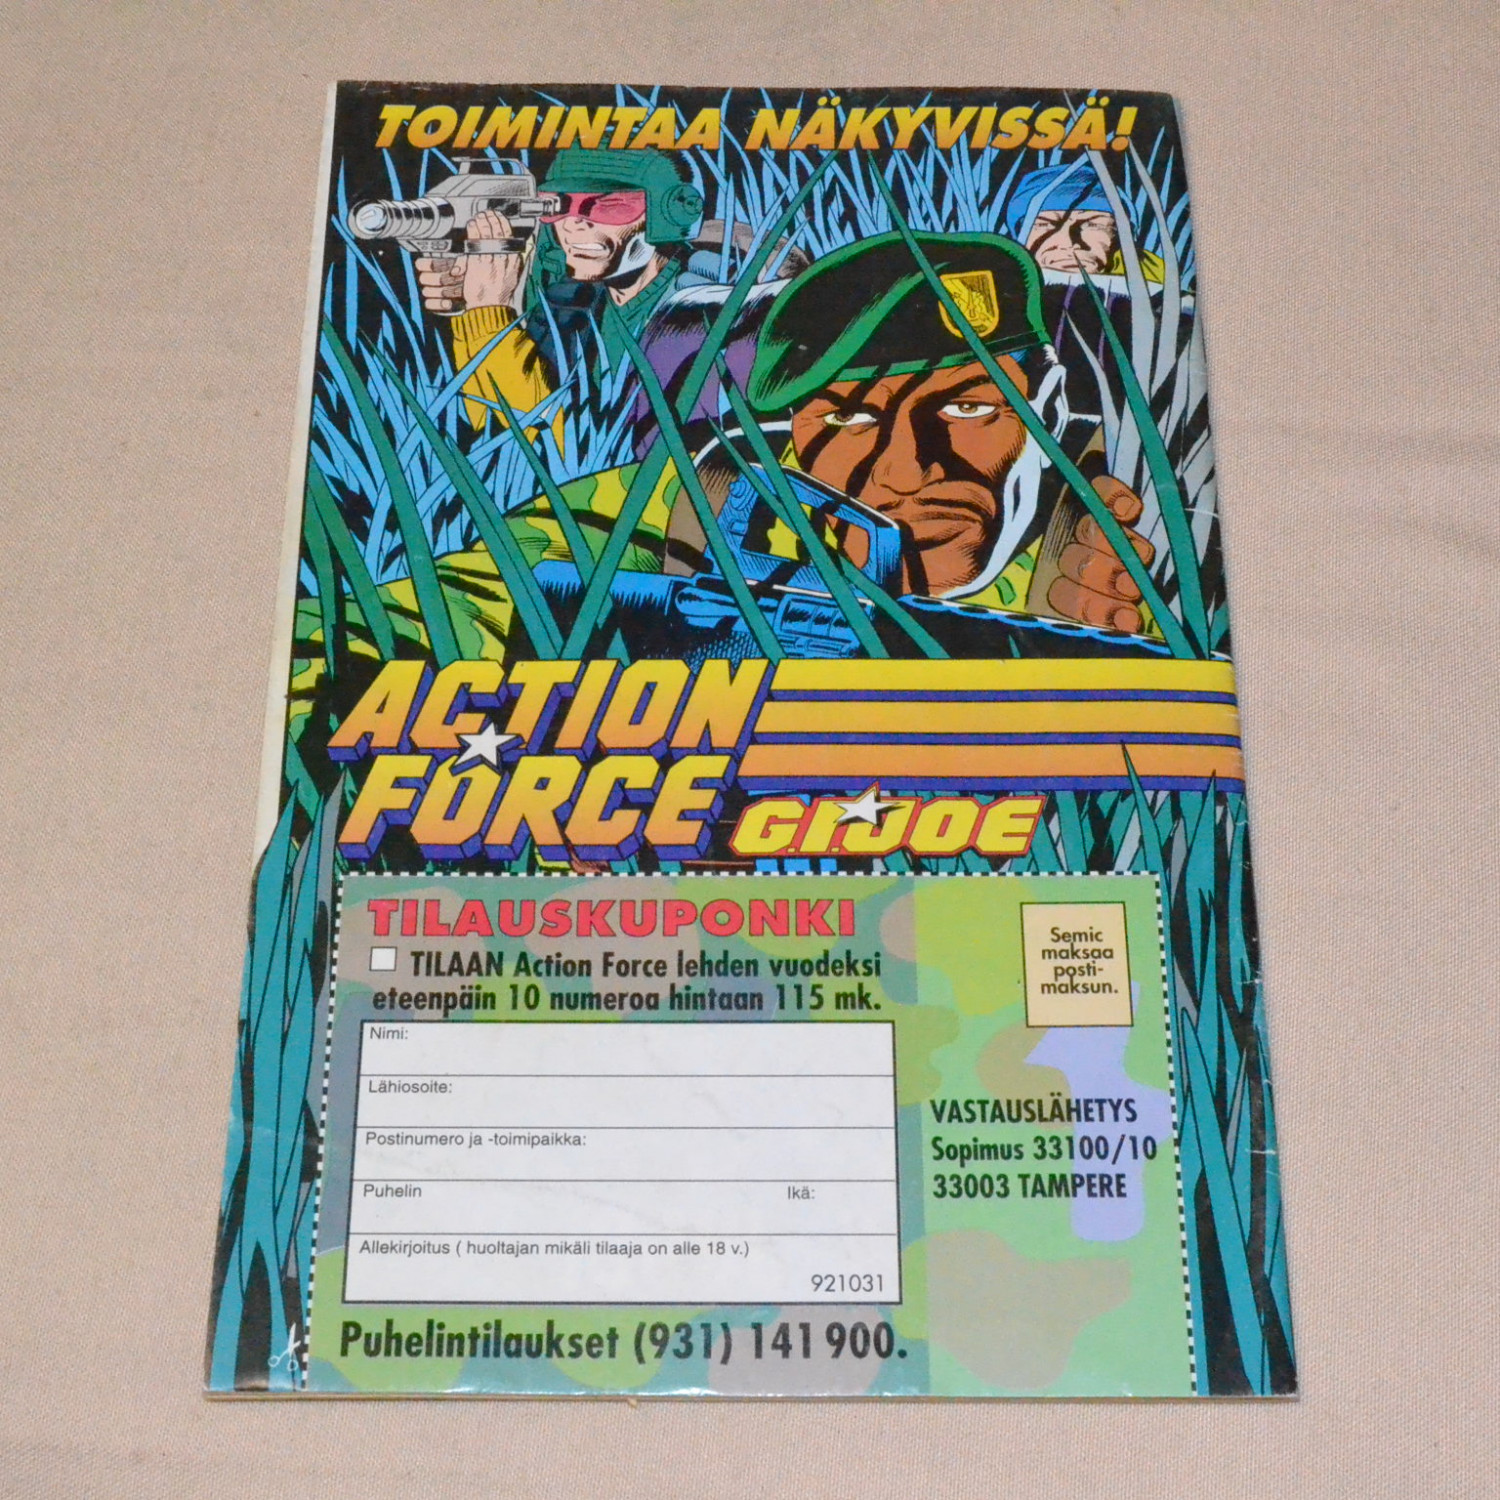 TOIMINTAA NÄKYVISSÄ!
ACTION
FORCE
G.I. JOE
TILAUSKUPONKI
TILAAN Action Force lehden vuodeksi
eteenpäin 10 numeroa hintaan 115 mk.
Nimi:
Lähiosoite:
Postinumero ja -toimipaikka:
Puhelin Ikä:
Allekirjoitus ( huoltajan mikäli tilaaja on alle 18 v.)
921031
Puhelintilaukset (931) 141 900.
Semic
maksaa
posti-
maksun.
VASTAUSLÄHETYS
Sopimus 33100/10
33003 TAMPERE